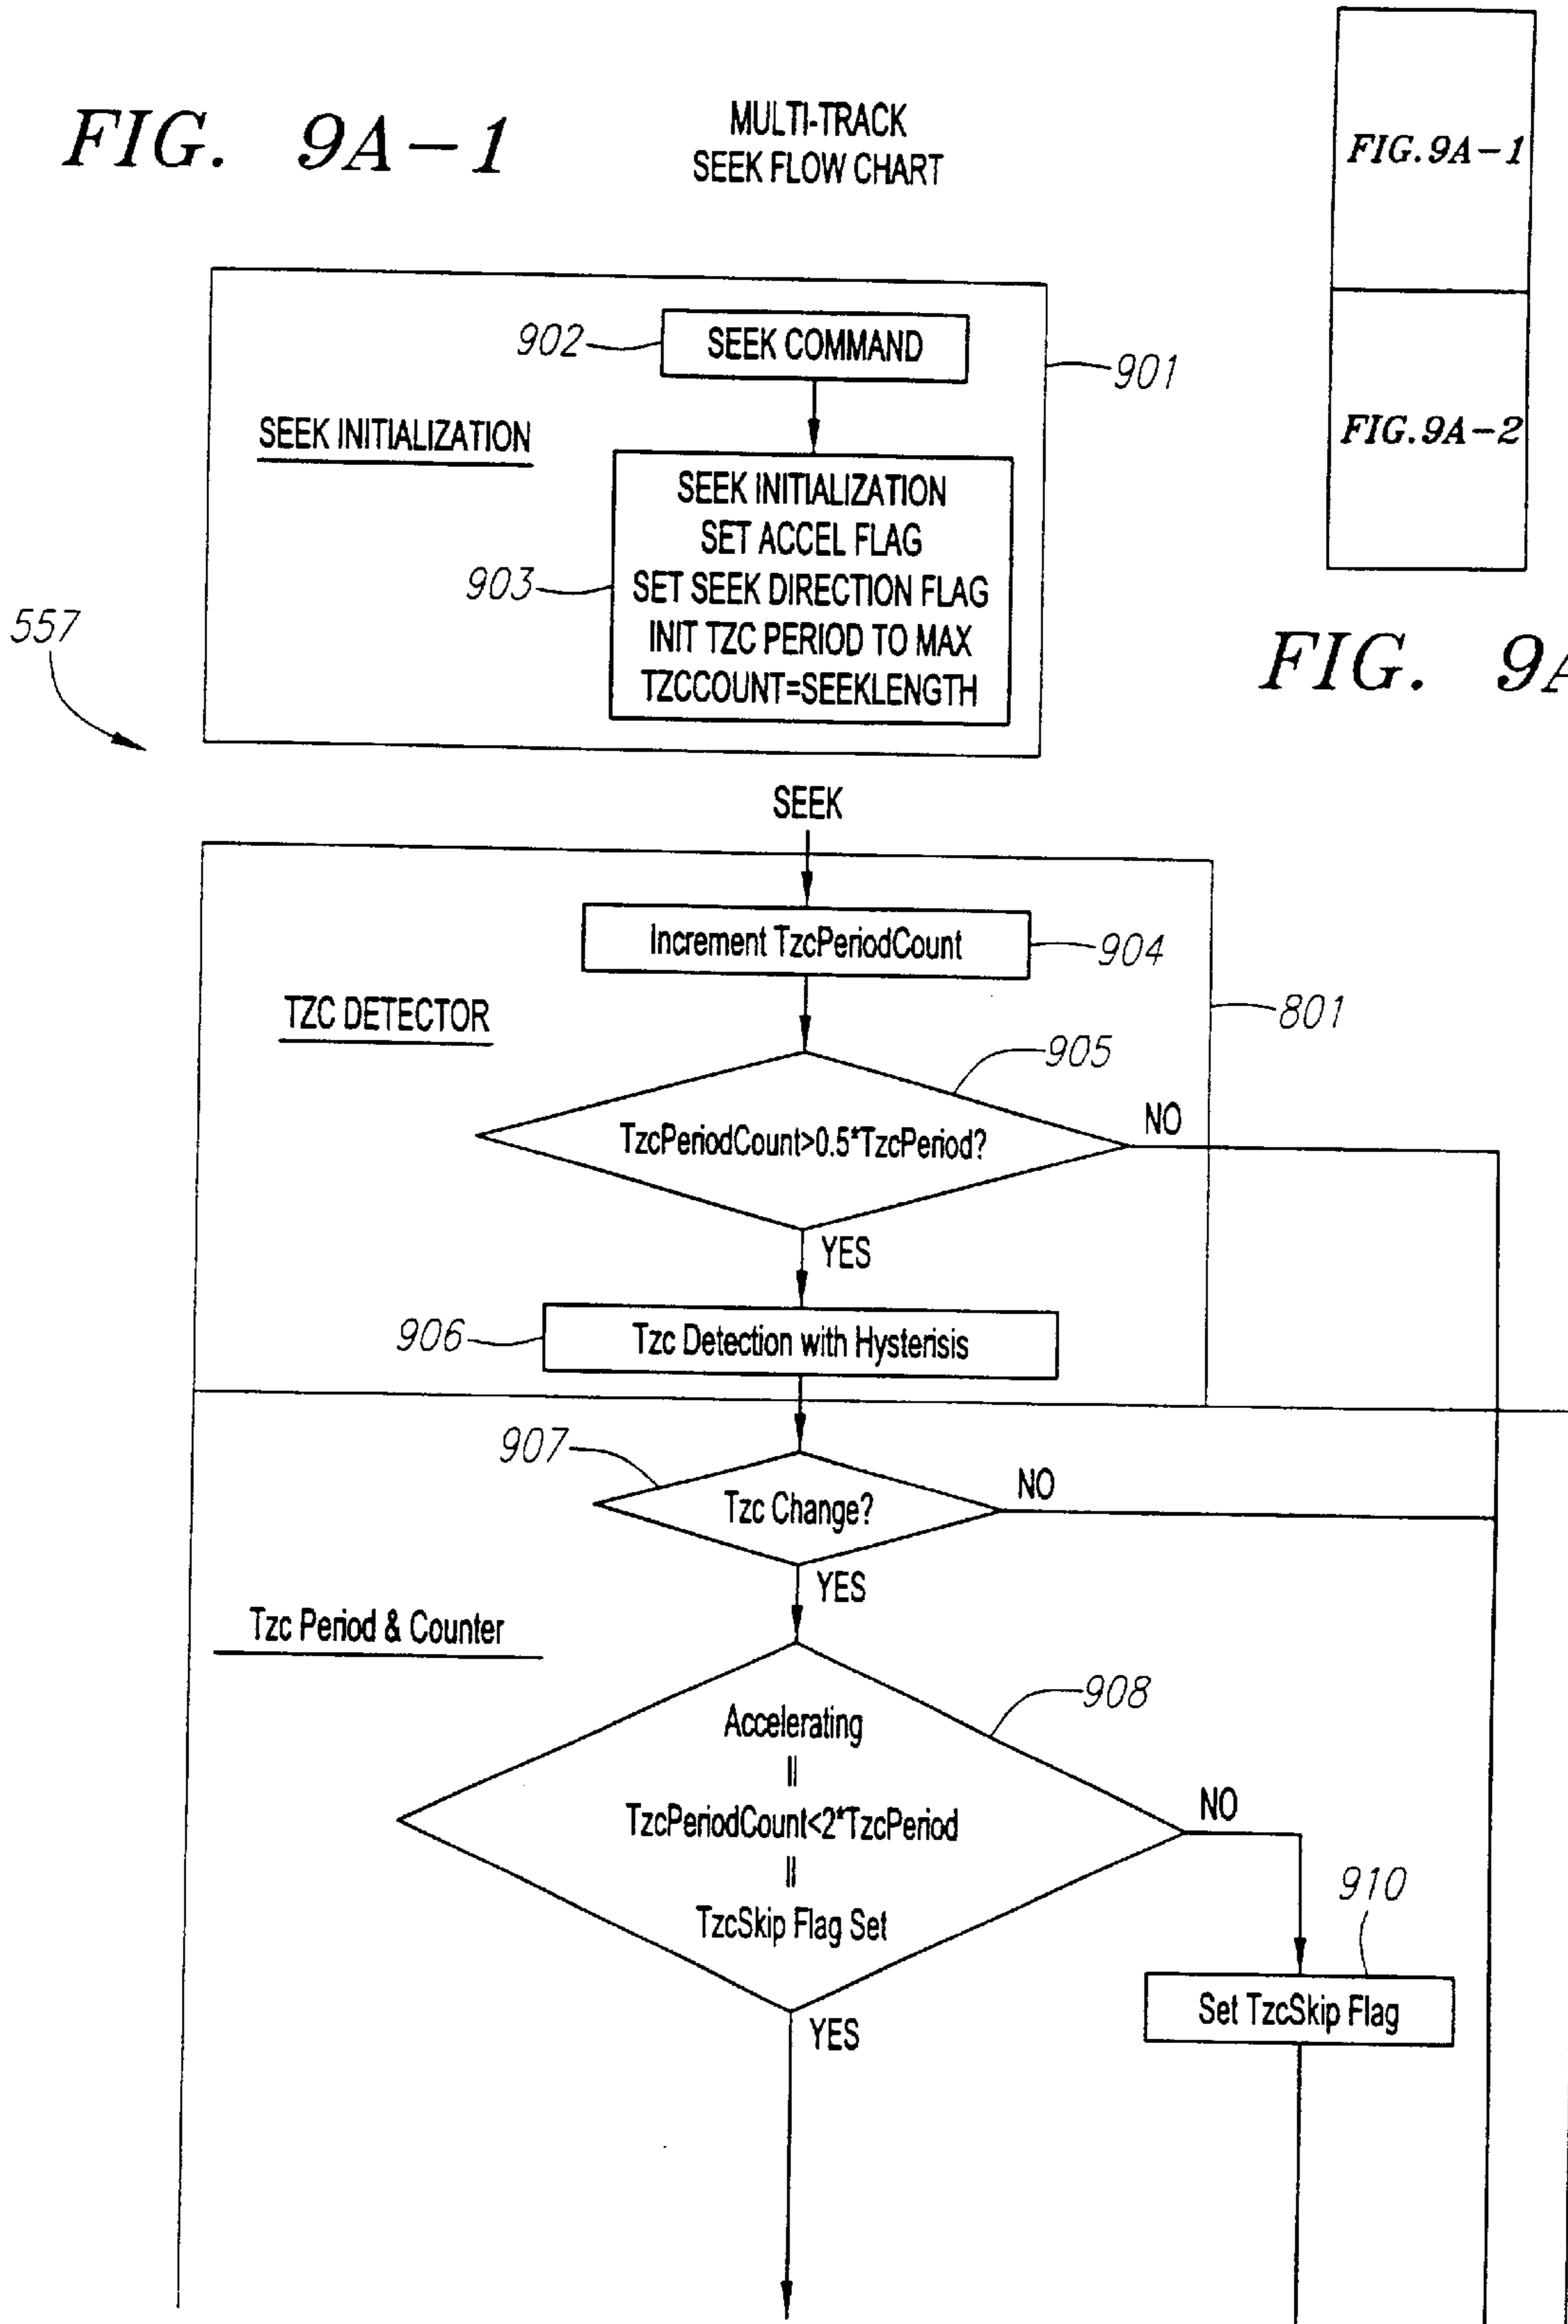 FIG. 9A-1
MULTI-TRACK
SEEK FLOW CHART
FIG.9A-1
FIG.9A-2
FIG. 9A
902
SEEK COMMAND
901
SEEK INITIALIZATION
903
SEEK INITIALIZATION
SET ACCEL FLAG
SET SEEK DIRECTION FLAG
INIT TZC PERIOD TO MAX
TZCCOUNT=SEEKLENGTH
557
SEEK
Increment TzcPeriodCount
904
TZC DETECTOR
801
905
TzcPeriodCount>0.5*TzcPeriod?
NO
YES
906
Tzc Detection with Hysterisis
907
Tzc Change?
NO
YES
Tzc Period & Counter
908
Accelerating
||
TzcPeriodCount<2*TzcPeriod
||
TzcSkip Flag Set
NO
910
Set TzcSkip Flag
YES